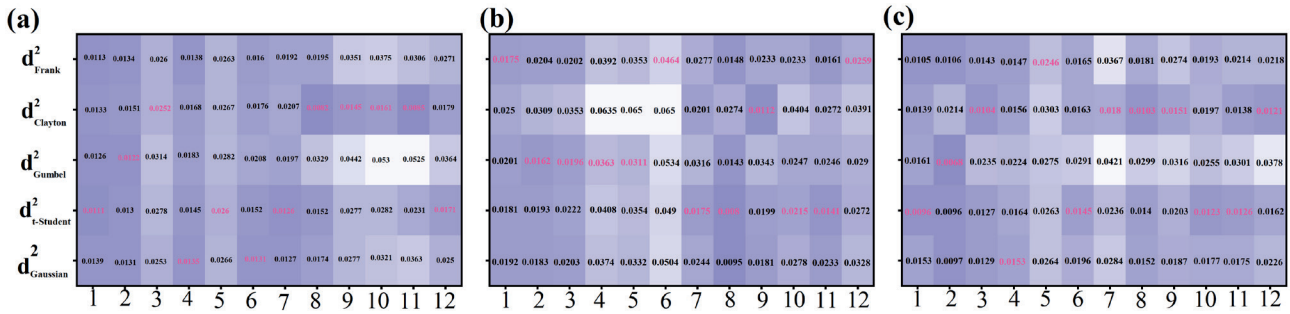 (a) (b) (c)
d²Frank 0.0113 0.0134 0.026 0.0138 0.0263 0.016 0.0192 0.0195 0.0351 0.0375 0.0306 0.0271
d²Clayton 0.0133 0.0151 0.0252 0.0168 0.0267 0.0176 0.0207 0.0148 0.0179
d²Gumbel 0.0126 0.0314 0.0183 0.0282 0.0208 0.0197 0.0329 0.0442 0.053 0.0525 0.0364
d²t-Student 0.013 0.0278 0.0145 0.026 0.0152 0.0152 0.0277 0.0282 0.0231 0.0172
d²Gaussian 0.0139 0.0131 0.0253 0.0266 0.0127 0.0174 0.0277 0.0321 0.0363 0.025
1 2 3 4 5 6 7 8 9 10 11 12
0.0175 0.0204 0.0202 0.0392 0.0353 0.0464 0.0277 0.0148 0.0233 0.0233 0.0161 0.0259
0.025 0.0309 0.0353 0.0635 0.065 0.065 0.0201 0.0274 0.0404 0.0272 0.0391
0.0201 0.0162 0.0196 0.0363 0.0311 0.0534 0.0316 0.0143 0.0343 0.0247 0.0246 0.029
0.0181 0.0193 0.0222 0.0408 0.0354 0.049 0.0175 0.0199 0.0215 0.0141 0.0272
0.0192 0.0183 0.0203 0.0374 0.0332 0.0504 0.0244 0.0095 0.0181 0.0278 0.0233 0.0328
1 2 3 4 5 6 7 8 9 10 11 12
0.0105 0.0106 0.0143 0.0147 0.0246 0.0165 0.0367 0.0181 0.0274 0.0193 0.0214 0.0218
0.0139 0.0214 0.0104 0.0156 0.0303 0.0163 0.018 0.0103 0.0151 0.0197 0.0138 0.0121
0.0161 0.0235 0.0224 0.0275 0.0291 0.0421 0.0299 0.0316 0.0255 0.0301 0.0378
0.0096 0.0127 0.0164 0.0263 0.0145 0.0236 0.014 0.0203 0.0123 0.0126 0.0162
0.0153 0.0097 0.0129 0.0153 0.0264 0.0196 0.0284 0.0152 0.0187 0.0177 0.0175 0.0226
1 2 3 4 5 6 7 8 9 10 11 12